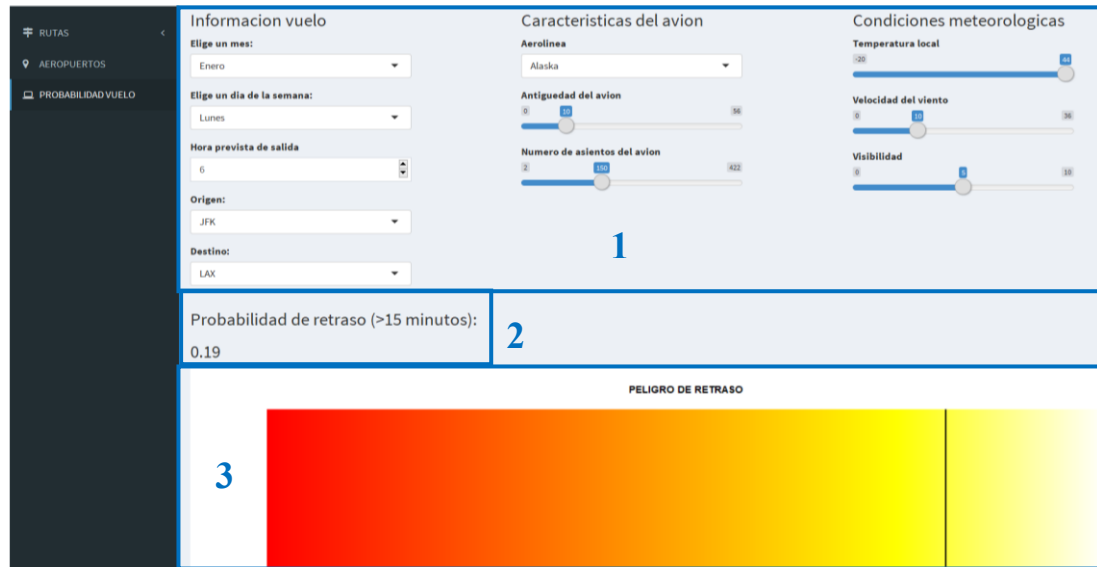 RUTAS
AEROPUERTOS
PROBABILIDAD VUELO
Informacion vuelo
Elige un mes:
Enero
Elige un dia de la semana:
Lunes
Hora prevista de salida
6
Origen:
JFK
Destino:
LAX
Caracteristicas del avion
Aerolinea
Alaska
Antiguedad del avion
0 10 56
Numero de asientos del avion
2 150 422
Condiciones meteorologicas
Temperatura local
-20 44
Velocidad del viento
0 10 36
Visibilidad
0 5 10
1
Probabilidad de retraso (>15 minutos):
0.19
2
PELIGRO DE RETRASO
3